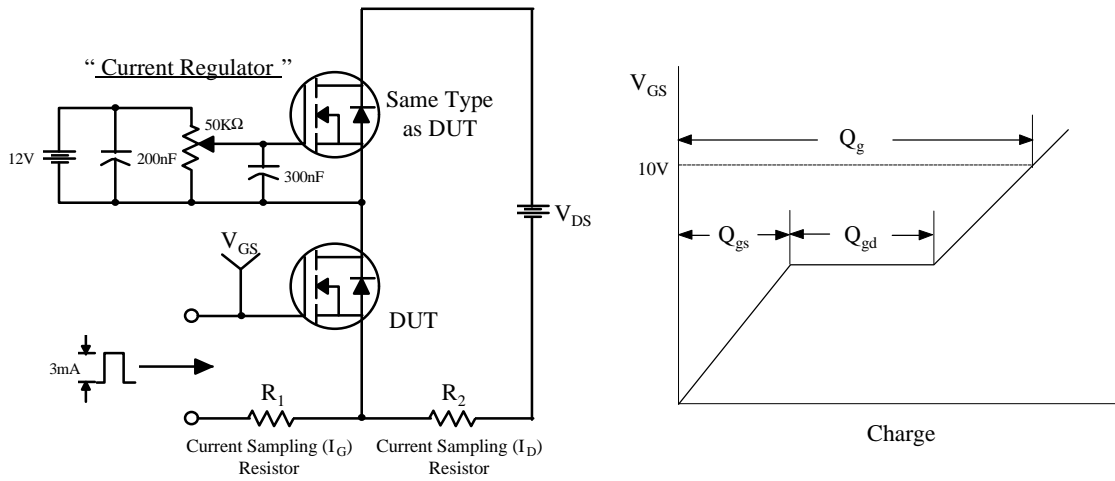 “ Current Regulator ”
Same Type
as DUT
50KΩ
12V
200nF
300nF
V_DS
V_GS
DUT
3mA
R_1
R_2
Current Sampling (I_G)
Resistor
Current Sampling (I_D)
Resistor
V_GS
Q_g
10V
Q_gs
Q_gd
Charge